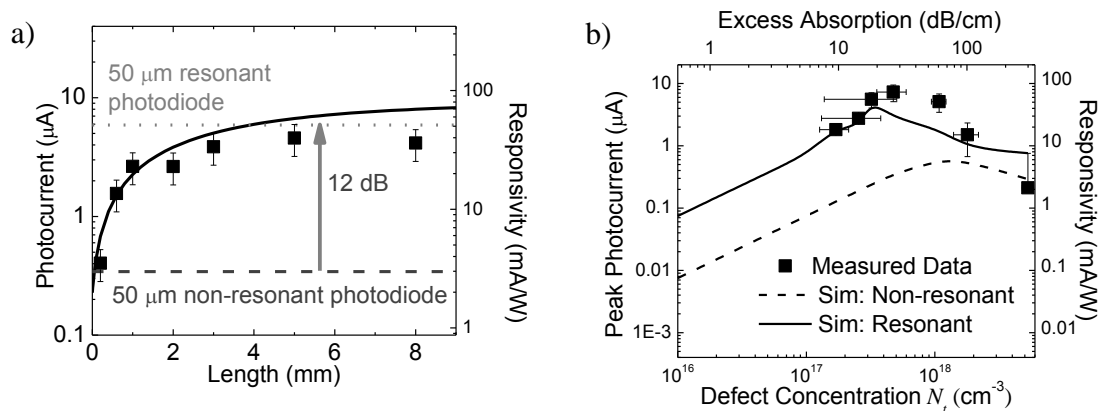 a)
50 μm resonant
photodiode
12 dB
50 μm non-resonant photodiode
Photocurrent (μA)
10
1
0.1
Responsivity (mA/W)
100
10
1
0 2 4 6 8
Length (mm)
b)
Excess Absorption (dB/cm)
1 10 100
Peak Photocurrent (μA)
10
1
0.1
0.01
1E-3
Responsivity (mA/W)
100
10
1
0.1
0.01
Measured Data
Sim: Non-resonant
Sim: Resonant
10^16 10^17 10^18
Defect Concentration N_t (cm^-3)